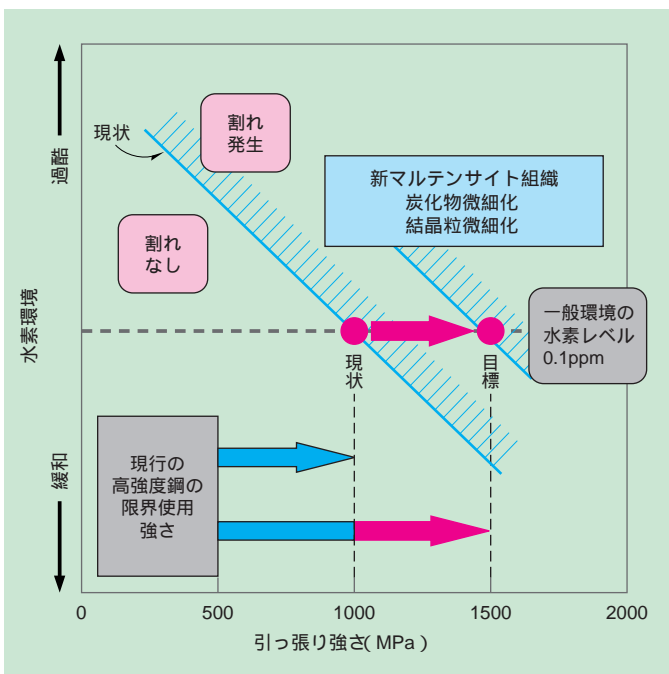 過酷
水素環境
緩和
現状
割れ
発生
割れ
なし
新マルテンサイト組織
炭化物微細化
結晶粒微細化
一般環境の
水素レベル
0.1ppm
現状
目標
現行の
高強度鋼の
限界使用
強さ
0
500
1000
1500
2000
引っ張り強さ(MPa)